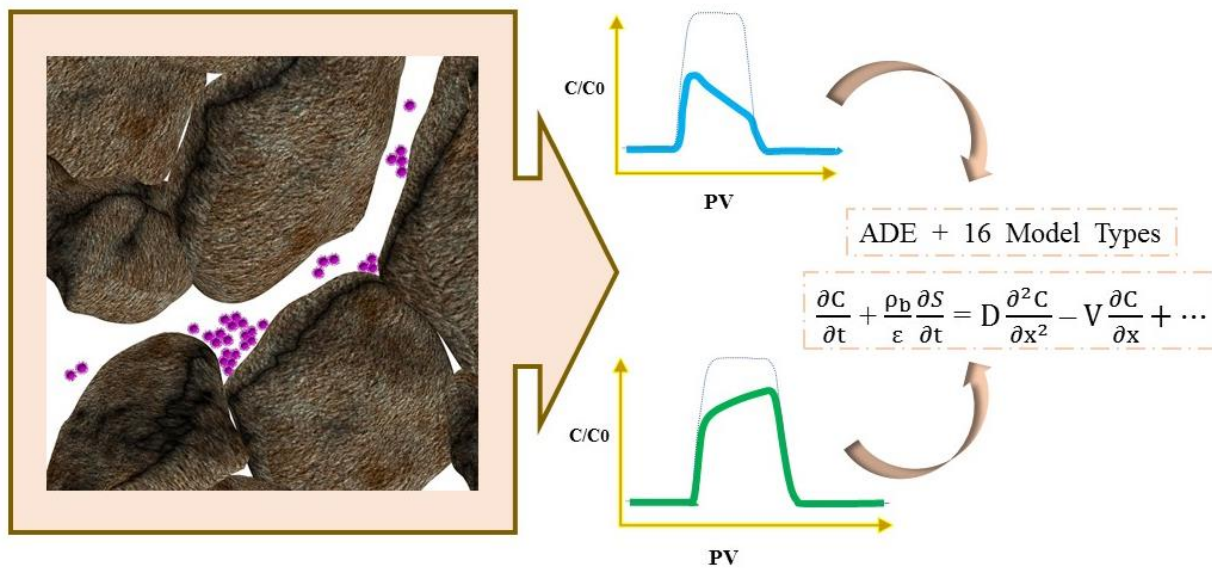 C/C0
PV
ADE + 16 Model Types
∂C/∂t + ρb/ε ∂S/∂t = D ∂²C/∂x² − V ∂C/∂x + ⋯
C/C0
PV